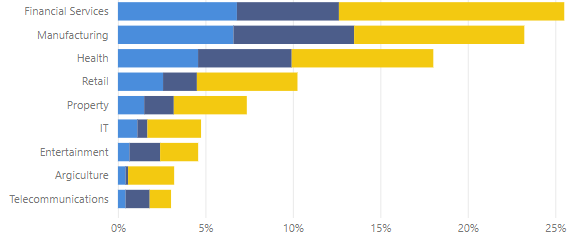 Financial Services
Manufacturing
Health
Retail
Property
IT
Entertainment
Argiculture
Telecommunications
0% 5% 10% 15% 20% 25%